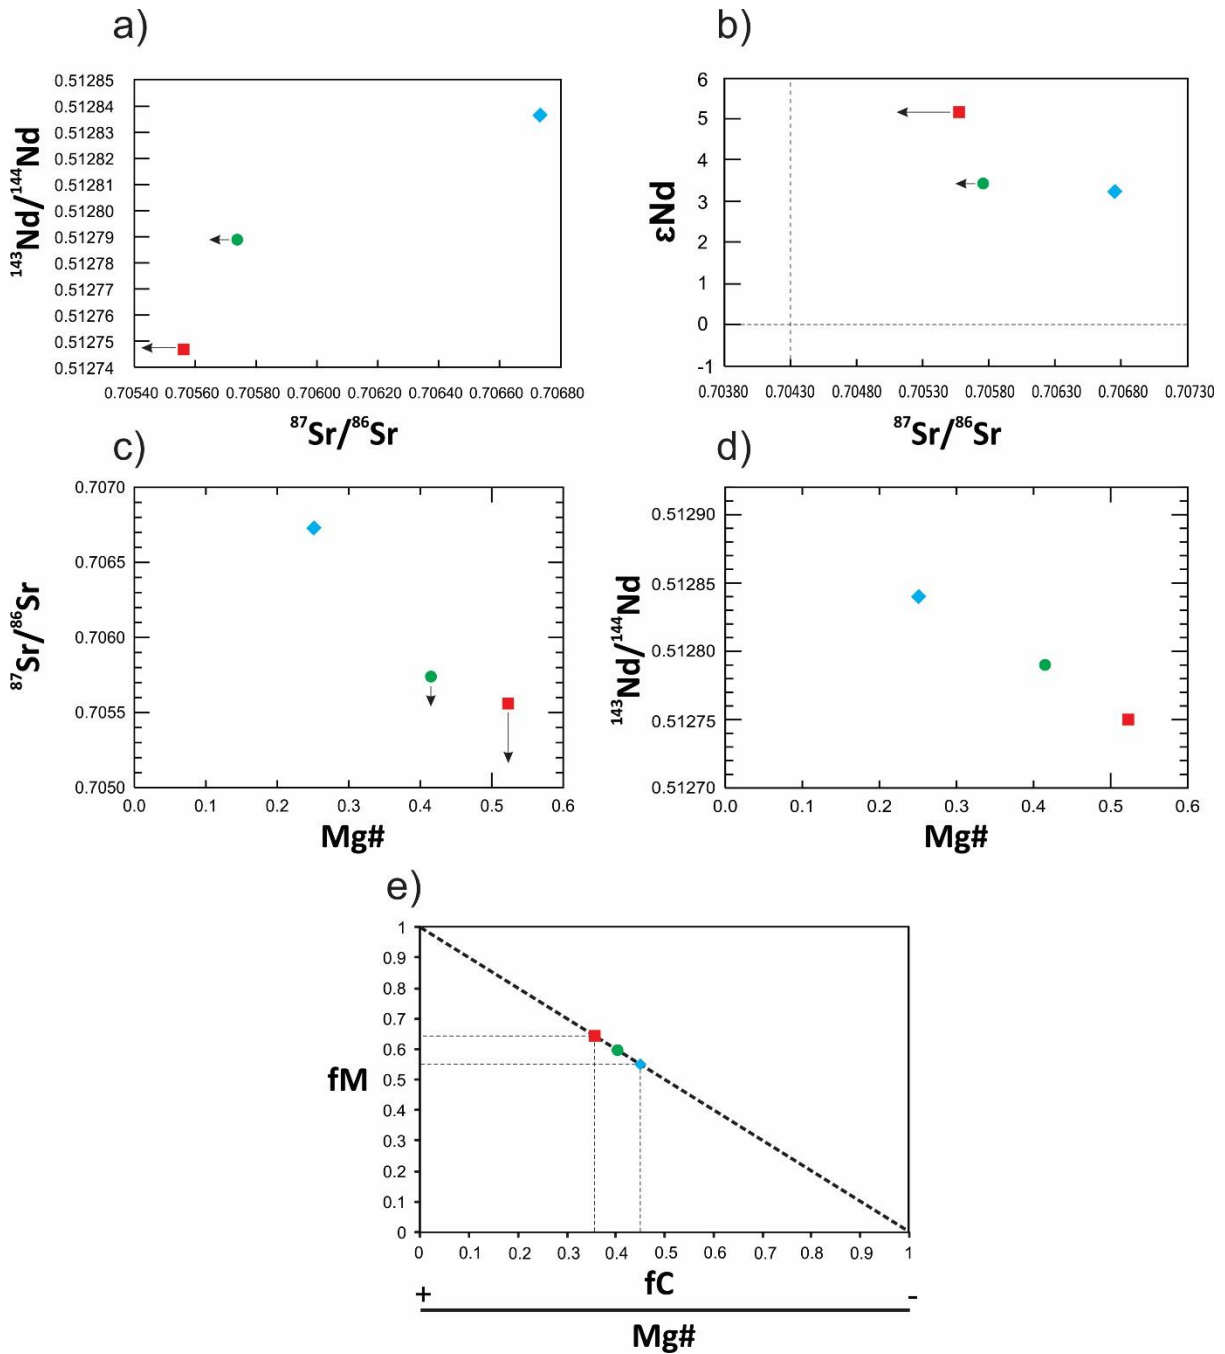 a)
0.51285
0.51284
0.51283
0.51282
0.51281
0.51280
0.51279
0.51278
0.51277
0.51276
0.51275
0.51274
¹⁴³Nd/¹⁴⁴Nd
0.70540 0.70560 0.70580 0.70600 0.70620 0.70640 0.70660 0.70680
⁸⁷Sr/⁸⁶Sr
b)
6
5
4
3
2
1
0
-1
εNd
0.70380 0.70430 0.70480 0.70530 0.70580 0.70630 0.70680 0.70730
⁸⁷Sr/⁸⁶Sr
c)
0.7070
0.7065
0.7060
0.7055
0.7050
⁸⁷Sr/⁸⁶Sr
0.0 0.1 0.2 0.3 0.4 0.5 0.6
Mg#
d)
0.51290
0.51285
0.51280
0.51275
0.51270
¹⁴³Nd/¹⁴⁴Nd
0.0 0.1 0.2 0.3 0.4 0.5 0.6
Mg#
e)
1
0.9
0.8
0.7
0.6
0.5
0.4
0.3
0.2
0.1
0
fM
0 0.1 0.2 0.3 0.4 0.5 0.6 0.7 0.8 0.9 1
fC
+ -
Mg#